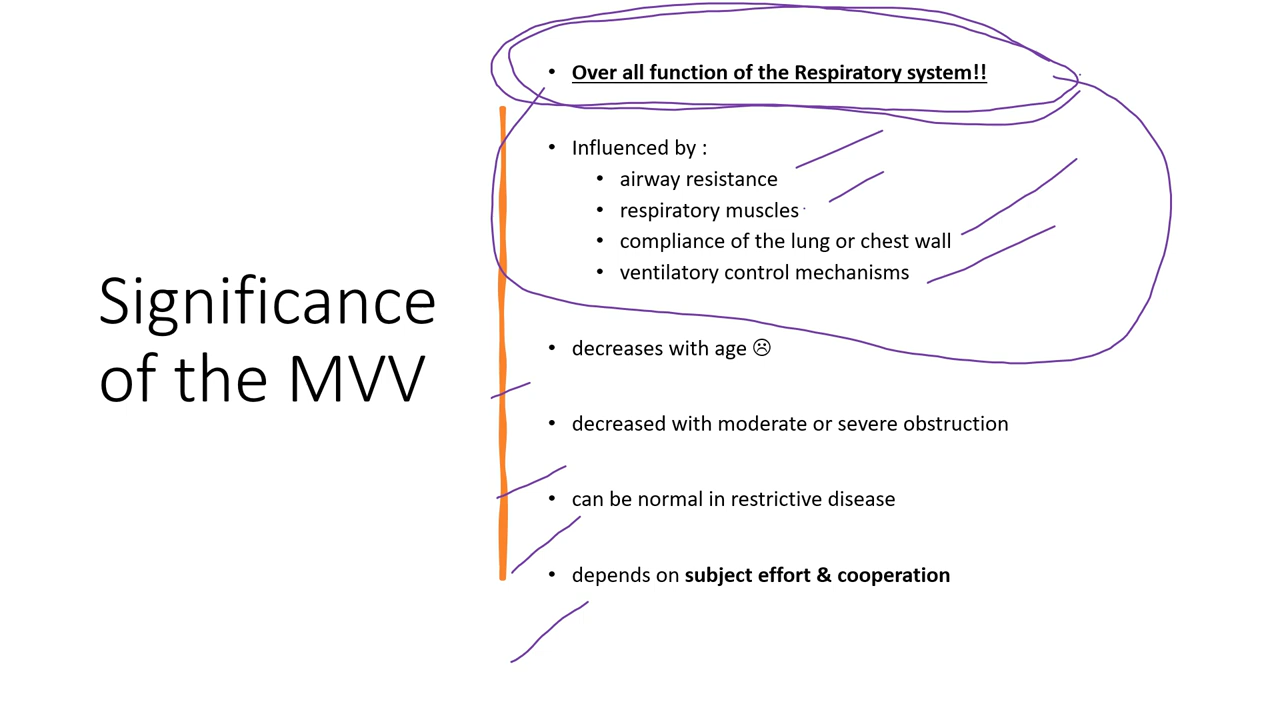 Significance
of the MVV
• Over all function of the Respiratory system!!
• Influenced by :
• airway resistance
• respiratory muscles
• compliance of the lung or chest wall
• ventilatory control mechanisms
• decreases with age ☹
• decreased with moderate or severe obstruction
• can be normal in restrictive disease
• depends on subject effort & cooperation